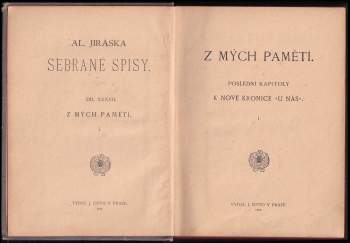 AL. JIRÁSKA
SEBRANÉ SPISY.
DÍL XXXVII.
Z MÝCH PAMĚTÍ.
I
VYDAL J. OTTO V PRAZE
Z MÝCH PAMĚTÍ.
POSLEDNÍ KAPITOLY
K NOVÉ KRONICE »U NÁS«.
I
VYDAL J. OTTO V PRAZE